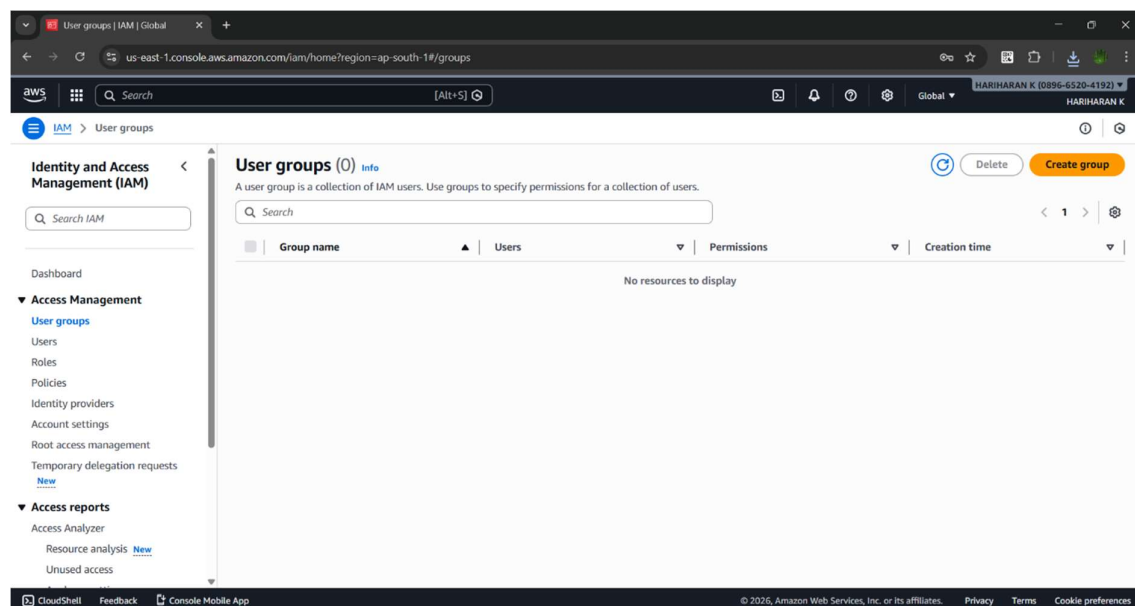 User groups | IAM | Global
us-east-1.console.aws.amazon.com/iam/home?region=ap-south-1#/groups
aws
Search
[Alt+S]
Global
HARIHARAN K (0896-6520-4192)
HARIHARAN K
IAM > User groups
Identity and Access
Management (IAM)
Search IAM
Dashboard
Access Management
User groups
Users
Roles
Policies
Identity providers
Account settings
Root access management
Temporary delegation requests
New
Access reports
Access Analyzer
Resource analysis New
Unused access
User groups (0) Info
Delete
Create group
A user group is a collection of IAM users. Use groups to specify permissions for a collection of users.
Search
1
Group name
Users
Permissions
Creation time
No resources to display
CloudShell
Feedback
Console Mobile App
© 2026, Amazon Web Services, Inc. or its affiliates.
Privacy
Terms
Cookie preferences